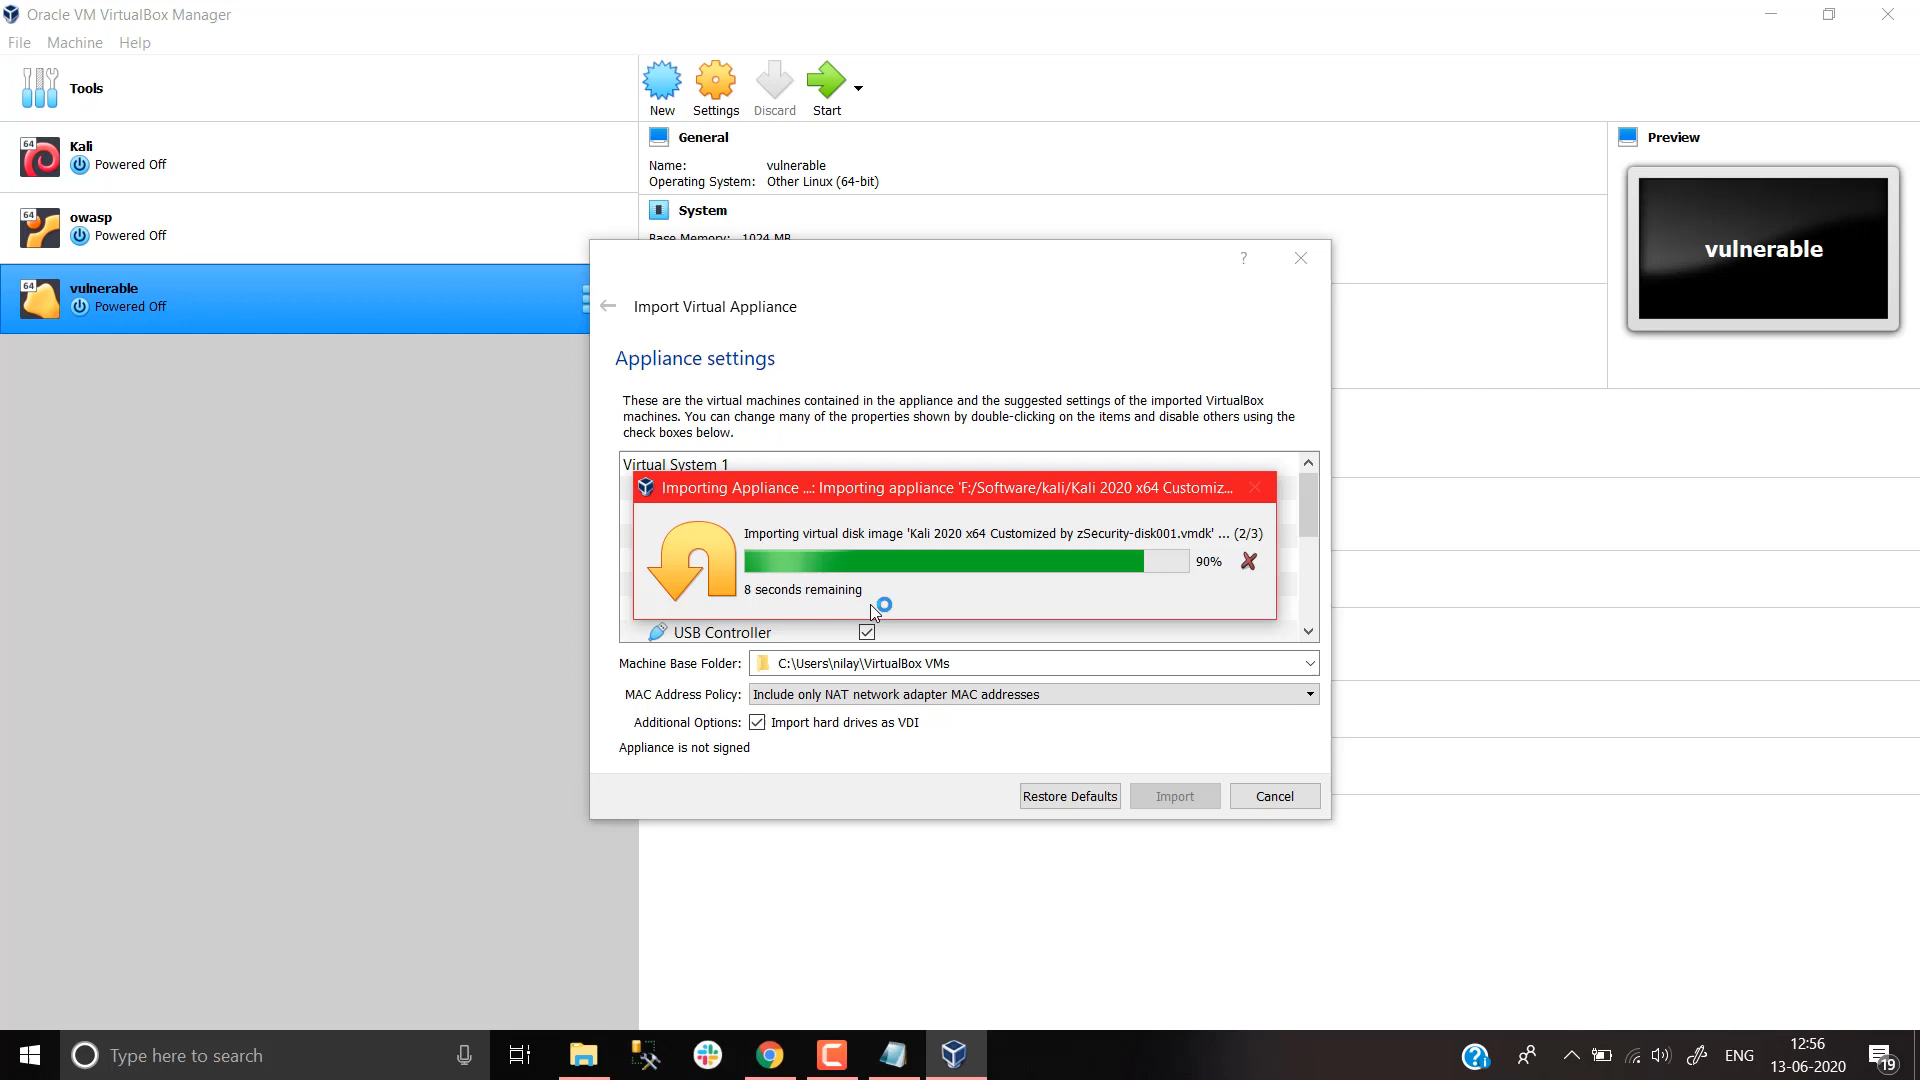 Oracle VM VirtualBox Manager
File Machine Help
Tools
New Settings Discard Start
64 Kali
Powered Off
64 owasp
Powered Off
64 vulnerable
Powered Off
General
Name: vulnerable
Operating System: Other Linux (64-bit)
System
Base Memory: 1024 MB
Preview
vulnerable
?
Import Virtual Appliance
Appliance settings
These are the virtual machines contained in the appliance and the suggested settings of the imported VirtualBox
machines. You can change many of the properties shown by double-clicking on the items and disable others using the
check boxes below.
Virtual System 1
Importing Appliance ...: Importing appliance 'F:/Software/kali/Kali 2020 x64 Customiz...
Importing virtual disk image 'Kali 2020 x64 Customized by zSecurity-disk001.vmdk' ... (2/3)
90%
8 seconds remaining
USB Controller
Machine Base Folder: C:\Users\nilay\VirtualBox VMs
MAC Address Policy: Include only NAT network adapter MAC addresses
Additional Options: Import hard drives as VDI
Appliance is not signed
Restore Defaults Import Cancel
Type here to search
ENG
12:56
13-06-2020
19